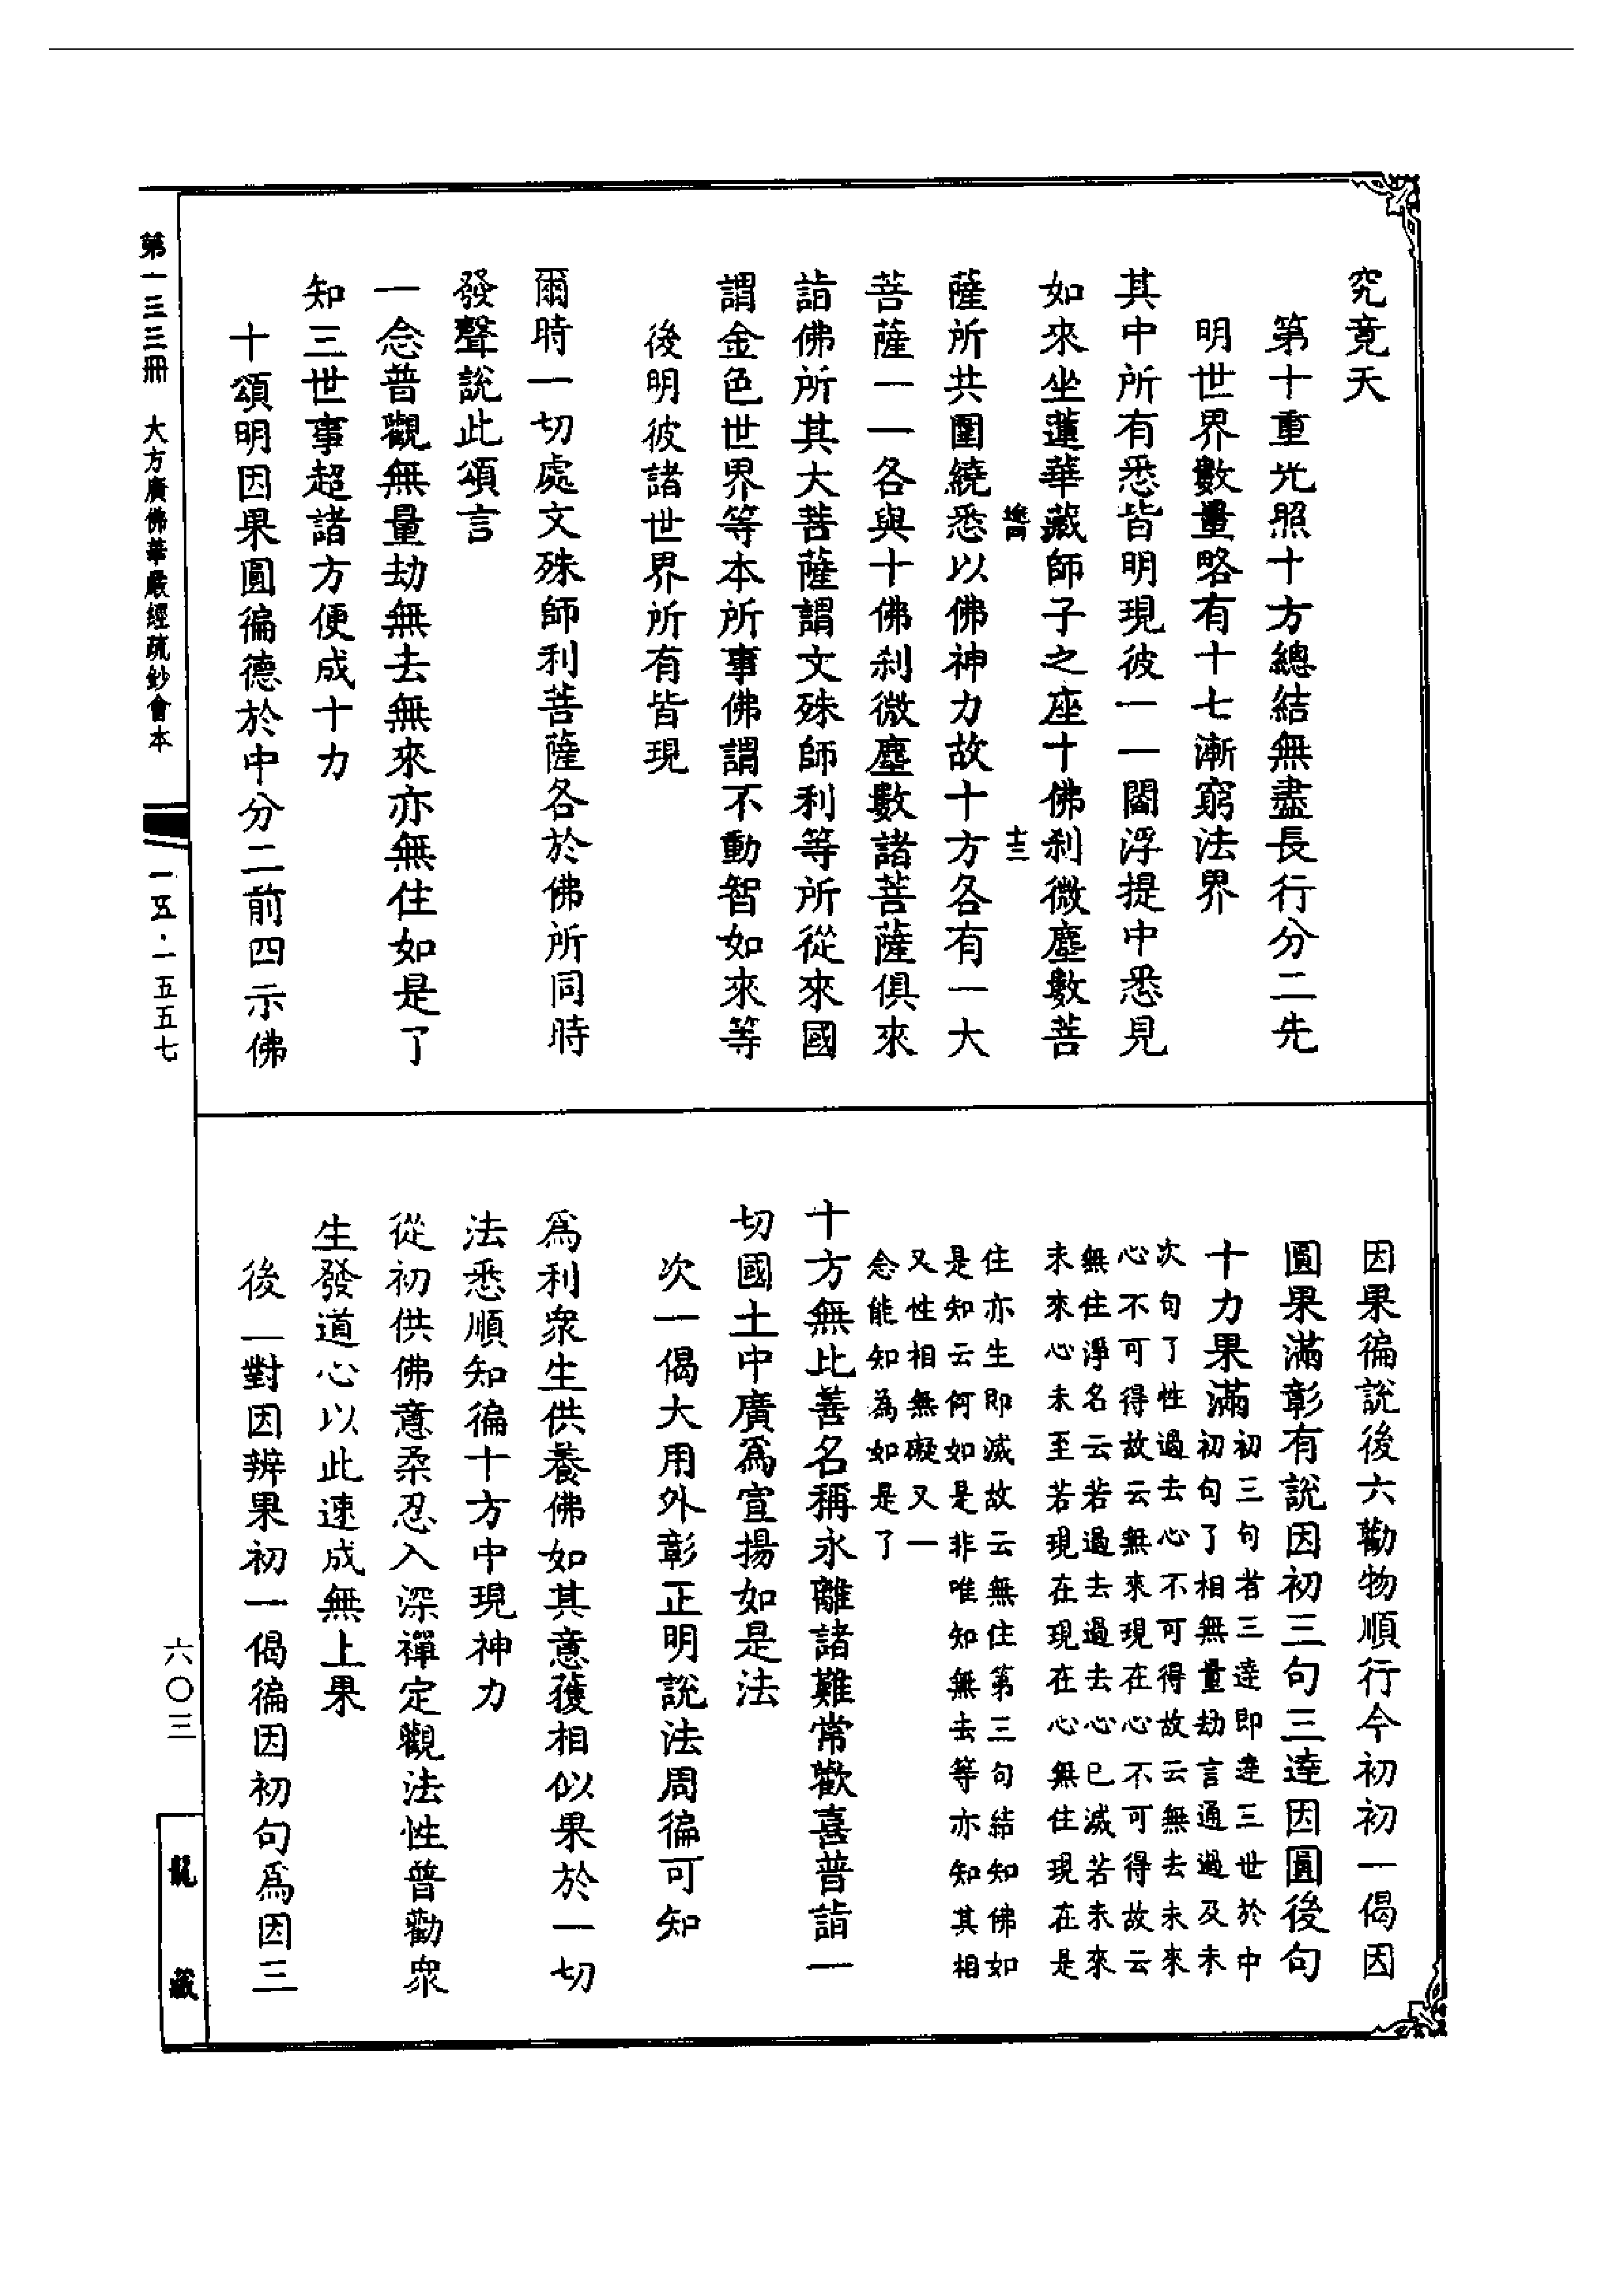 究竟天
第十重光照十方總結無盡長行分二先
明世界數量略有十七漸窮法界
其中所有悉皆明現彼一一閻浮提中悉見
如來坐蓮華藏師子之座十佛刹微塵數菩
十三
薩所共圍繞悉以佛神力故十方各有一大
菩薩一一各與十佛刹微塵數諸菩薩俱來
詣佛所其大菩薩謂文殊師利等所從來國
謂金色世界等本所事佛謂不動智如來等
後明彼諸世界所有皆現
爾時一切處文殊師利菩薩各於佛所同時
發聲說此頌言
一念普觀無量劫無去無來亦無住如是了
知三世事超諸方便成十力
十頌明因果圓徧德於中分二前四示佛
因果徧說後六勸物順行今初初一偈因
圓果滿彰有說因初三句三達因圓後句
十力果滿
初三句者三達即達三世於中
初句了相無量劫言通過及未
次句了性過去心不可得故云無去未來
心不可得故云無來現在心不可得故云
無住淨名云若過去過去心已滅若未來
未來心未至若現在現在心無住現在是
住亦生即滅故云無住第三句結知佛如
是知云何如是非唯知無去等亦知其相
又性相無礙又一
念能知為如是了
十方無比善名稱永離諸難常歡喜普詣一
切國土中廣爲宣揚如是法
次一偈大用外彰正明說法周徧可知
爲利衆生供養佛如其意獲相似果於一切
法悉順知徧十方中現神力
從初供佛意柔忍入深禪定觀法性普勸衆
生發道心以此速成無上果
後一對因辨果初一偈徧因初句爲因三
第一三三冊 大方廣佛華嚴經疏鈔會本
一五·一五五七
六〇三
龍藏